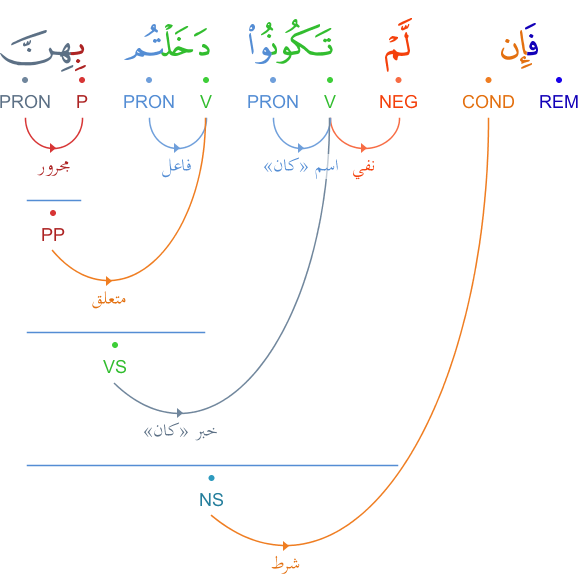 فَإِن لَّمْ تَكُونُوا۟ دَخَلْتُم بِهِنَّ
PRON P PRON V PRON V NEG COND REM
مجرور فاعل اسم «كان» نفي
PP
متعلق
VS
خبر «كان»
NS
شرط